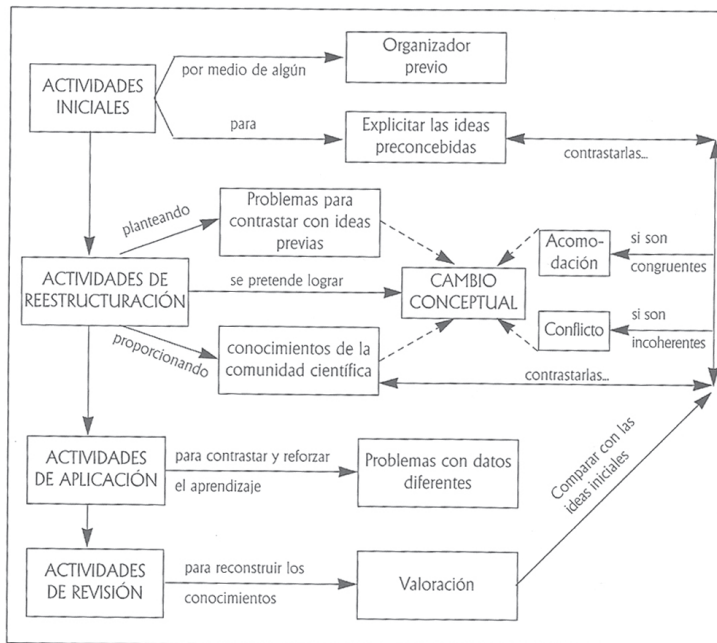 Organizador
previo
por medio de algún
ACTIVIDADES
INICIALES
para
Explicitar las ideas
preconcebidas
contrastarlas...
planteando
Problemas para
contrastar con ideas
previas
Acomo-
dación
si son
congruentes
ACTIVIDADES DE
REESTRUCTURACIÓN
se pretende lograr
CAMBIO
CONCEPTUAL
Conflicto
si son
incoherentes
proporcionando
conocimientos de la
comunidad científica
contrastarlas...
ACTIVIDADES
DE APLICACIÓN
para contrastar y reforzar
el aprendizaje
Problemas con datos
diferentes
Comparar con las
ideas iniciales
ACTIVIDADES
DE REVISIÓN
para reconstruir los
conocimientos
Valoración